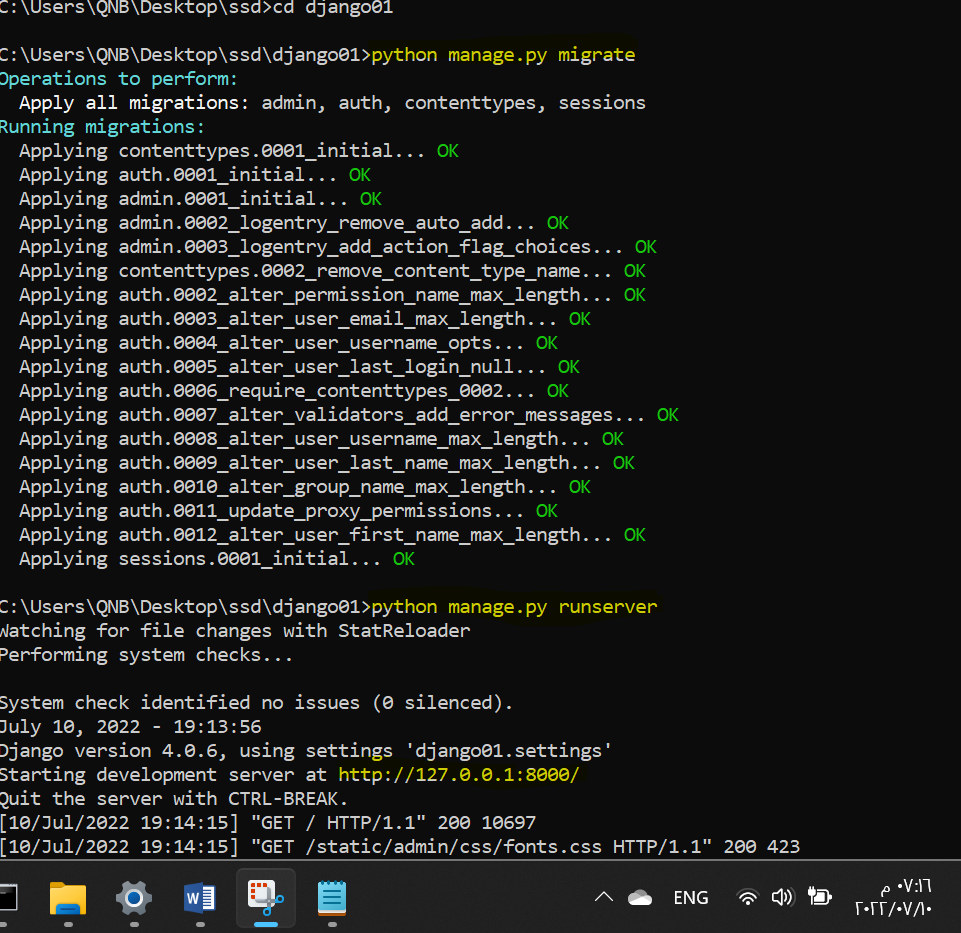 C:\Users\QNB\Desktop\ssd>cd django01
C:\Users\QNB\Desktop\ssd\django01>python manage.py migrate
Operations to perform:
  Apply all migrations: admin, auth, contenttypes, sessions
Running migrations:
  Applying contenttypes.0001_initial... OK
  Applying auth.0001_initial... OK
  Applying admin.0001_initial... OK
  Applying admin.0002_logentry_remove_auto_add... OK
  Applying admin.0003_logentry_add_action_flag_choices... OK
  Applying contenttypes.0002_remove_content_type_name... OK
  Applying auth.0002_alter_permission_name_max_length... OK
  Applying auth.0003_alter_user_email_max_length... OK
  Applying auth.0004_alter_user_username_opts... OK
  Applying auth.0005_alter_user_last_login_null... OK
  Applying auth.0006_require_contenttypes_0002... OK
  Applying auth.0007_alter_validators_add_error_messages... OK
  Applying auth.0008_alter_user_username_max_length... OK
  Applying auth.0009_alter_user_last_name_max_length... OK
  Applying auth.0010_alter_group_name_max_length... OK
  Applying auth.0011_update_proxy_permissions... OK
  Applying auth.0012_alter_user_first_name_max_length... OK
  Applying sessions.0001_initial... OK
C:\Users\QNB\Desktop\ssd\django01>python manage.py runserver
Watching for file changes with StatReloader
Performing system checks...
System check identified no issues (0 silenced).
July 10, 2022 - 19:13:56
Django version 4.0.6, using settings 'django01.settings'
Starting development server at http://127.0.0.1:8000/
Quit the server with CTRL-BREAK.
[10/Jul/2022 19:14:15] "GET / HTTP/1.1" 200 10697
[10/Jul/2022 19:14:15] "GET /static/admin/css/fonts.css HTTP/1.1" 200 423
W
ENG
٠٧:١٦ م
٢٠٢٢/٠٧/١٠